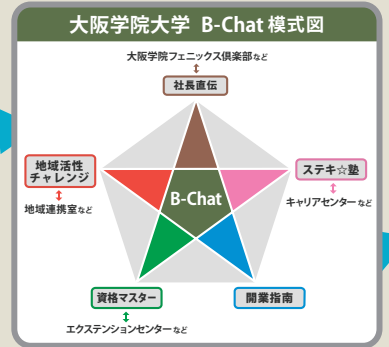 大阪学院大学 B-Chat 模式図
大阪学院フェニックス倶楽部など
社長直伝
地域活性
チャレンジ
地域連携室など
ステキ☆塾
キャリアセンターなど
B-Chat
資格マスター
エクステンションセンターなど
開業指南